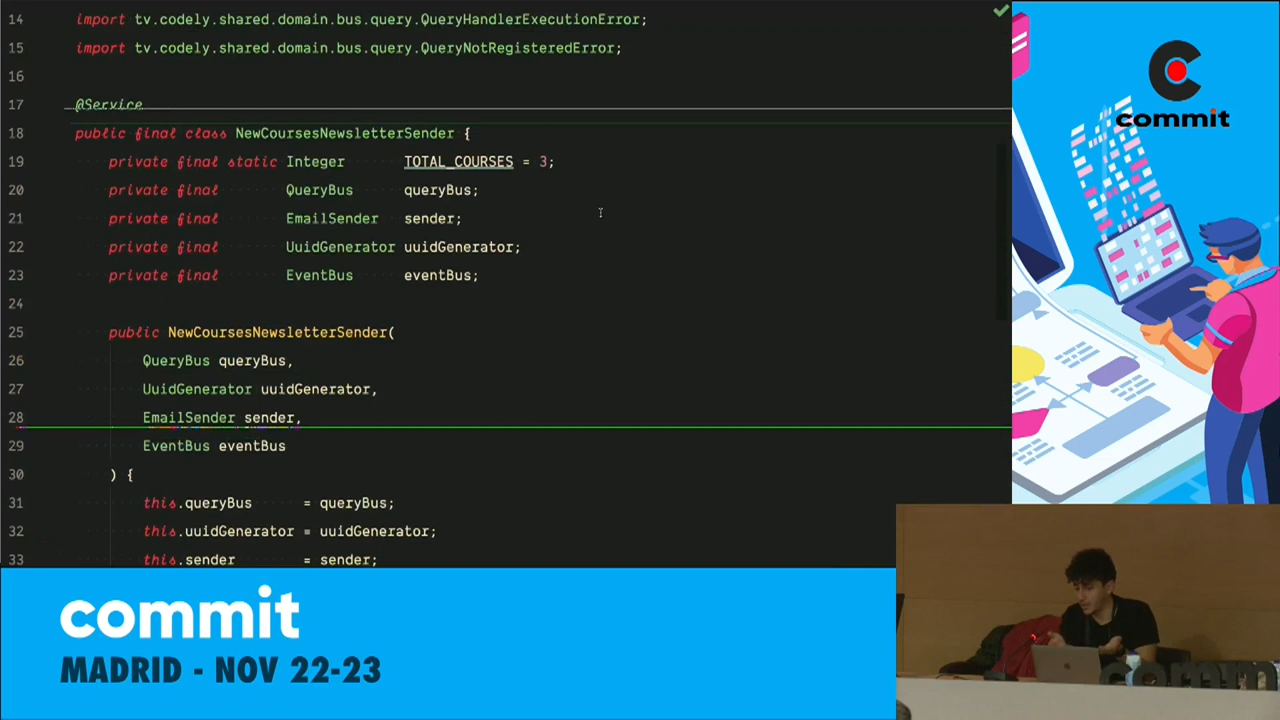 14 import tv.codely.shared.domain.bus.query.QueryHandlerExecutionError;
15 import tv.codely.shared.domain.bus.query.QueryNotRegisteredError;
16
17 @Service
18 public final class NewCoursesNewsletterSender {
19 private final static Integer TOTAL_COURSES = 3;
20 private final QueryBus queryBus;
21 private final EmailSender sender;
22 private final UuidGenerator uuidGenerator;
23 private final EventBus eventBus;
24
25 public NewCoursesNewsletterSender(
26 QueryBus queryBus,
27 UuidGenerator uuidGenerator,
28 EmailSender sender,
29 EventBus eventBus
30 ) {
31 this.queryBus = queryBus;
32 this.uuidGenerator = uuidGenerator;
33 this.sender = sender;
commit
commit
MADRID - NOV 22-23
comm